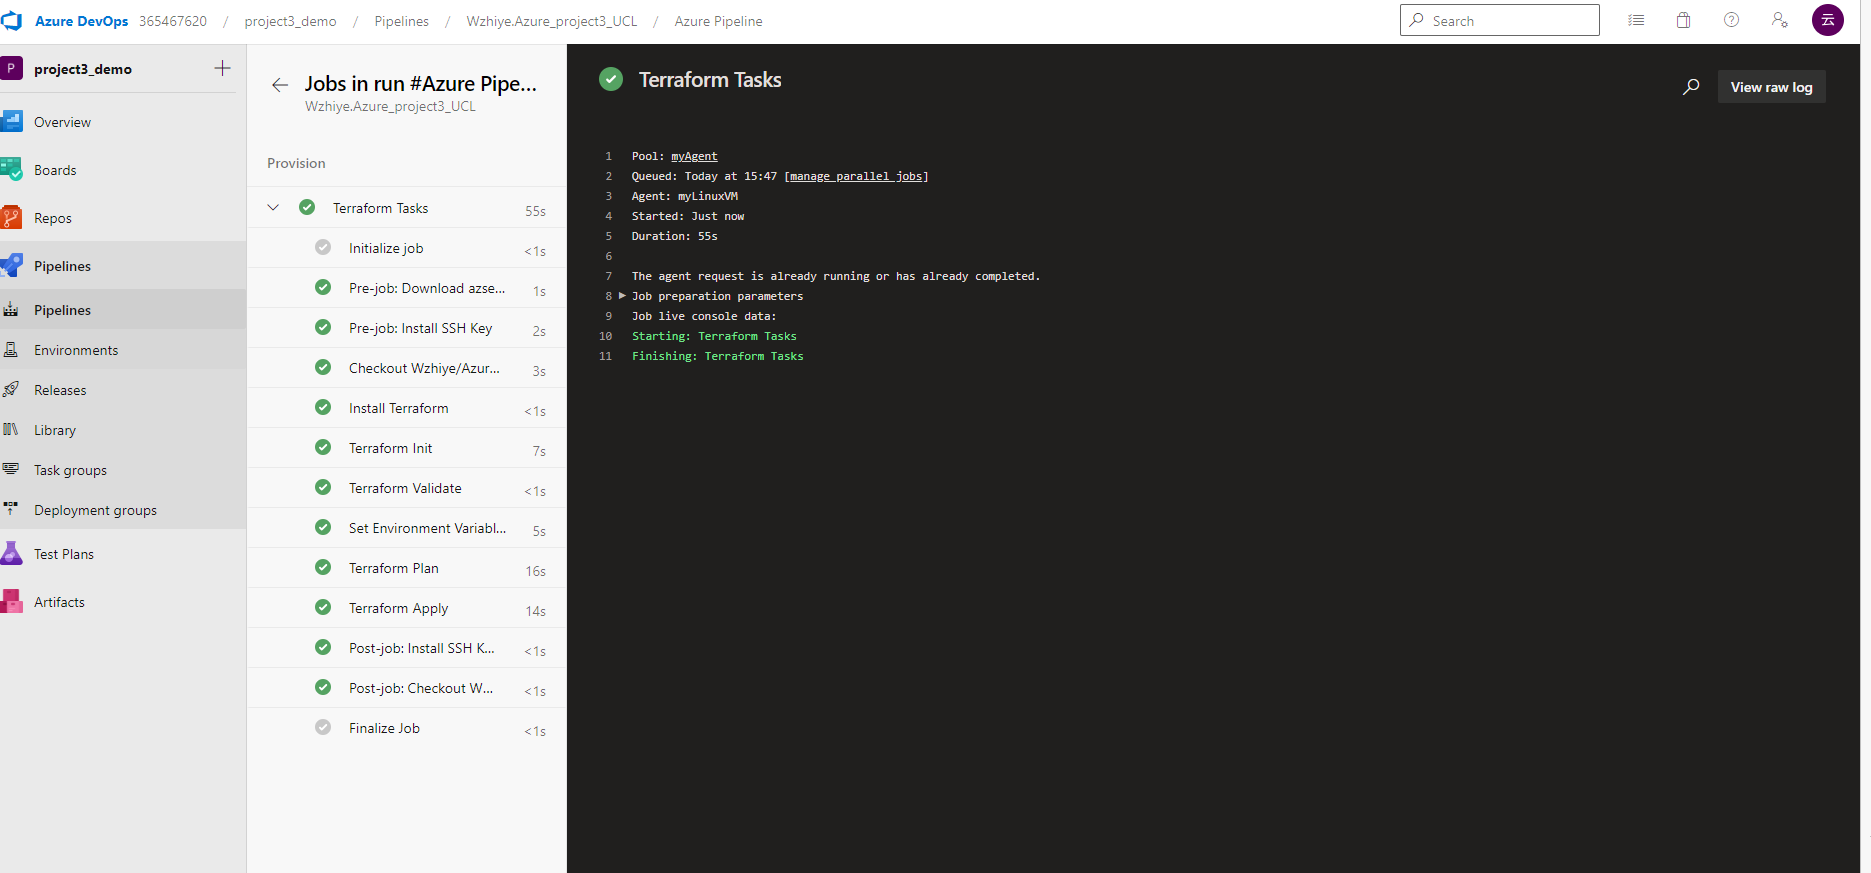 Azure DevOps 365467620 / project3_demo / Pipelines / Wzhiye.Azure_project3_UCL / Azure Pipeline Search 云
P project3_demo
Overview
Boards
Repos
Pipelines
Pipelines
Environments
Releases
Library
Task groups
Deployment groups
Test Plans
Artifacts
Jobs in run #Azure Pipe...
Wzhiye.Azure_project3_UCL
Provision
Terraform Tasks 55s
Initialize job <1s
Pre-job: Download azse... 1s
Pre-job: Install SSH Key 2s
Checkout Wzhiye/Azur... 3s
Install Terraform <1s
Terraform Init 7s
Terraform Validate <1s
Set Environment Variabl... 5s
Terraform Plan 16s
Terraform Apply 14s
Post-job: Install SSH K... <1s
Post-job: Checkout W... <1s
Finalize Job <1s
Terraform Tasks
View raw log
1 Pool: myAgent
2 Queued: Today at 15:47 [manage parallel jobs]
3 Agent: myLinuxVM
4 Started: Just now
5 Duration: 55s
6
7 The agent request is already running or has already completed.
8 Job preparation parameters
9 Job live console data:
10 Starting: Terraform Tasks
11 Finishing: Terraform Tasks